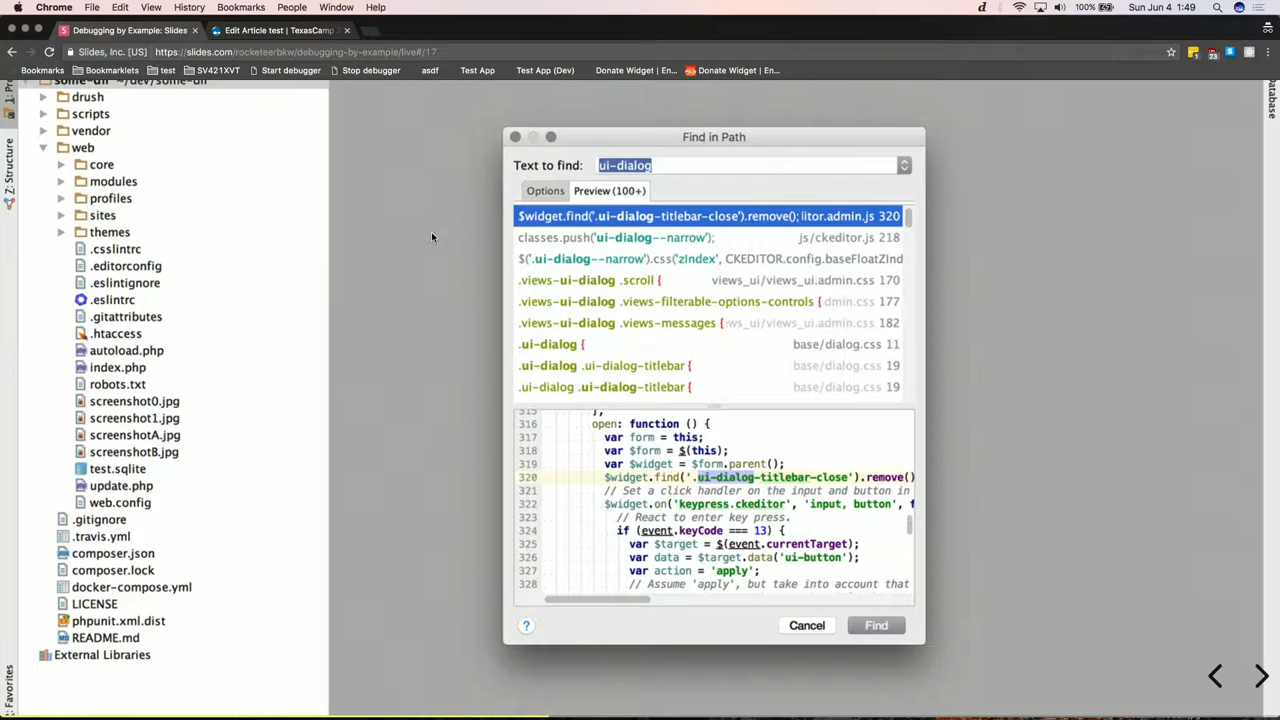 Chrome File Edit View History Bookmarks People Window Help d 100% Sun Jun 4 1:49
Debugging by Example: Slides × Edit Article test | TexasCamp ×
Slides, Inc. [US] https://slides.com/rocketeerbkw/debugging-by-example/live#/17
Bookmarks Bookmarklets test SV421XVT Start debugger Stop debugger asdf Test App Test App (Dev) Donate Widget | En... Donate Widget | En...
some-dir ~/dev/some-dir
drush
scripts
vendor
web
core
modules
profiles
sites
themes
.csslintrc
.editorconfig
.eslintignore
.eslintrc
.gitattributes
.htaccess
autoload.php
index.php
robots.txt
screenshot0.jpg
screenshot1.jpg
screenshotA.jpg
screenshotB.jpg
test.sqlite
update.php
web.config
.gitignore
.travis.yml
composer.json
composer.lock
docker-compose.yml
LICENSE
phpunit.xml.dist
README.md
External Libraries
Z: Structure
Favorites
Database
Find in Path
Text to find: ui-dialog
Options Preview (100+)
$widget.find('.ui-dialog-titlebar-close').remove(); litor.admin.js 320
classes.push('ui-dialog--narrow'); js/ckeditor.js 218
$('.ui-dialog--narrow').css('zIndex', CKEDITOR.config.baseFloatZInd
.views-ui-dialog .scroll { views_ui/views_ui.admin.css 170
.views-ui-dialog .views-filterable-options-controls { dmin.css 177
.views-ui-dialog .views-messages { ws_ui/views_ui.admin.css 182
.ui-dialog { base/dialog.css 11
.ui-dialog .ui-dialog-titlebar { base/dialog.css 19
.ui-dialog .ui-dialog-titlebar { base/dialog.css 19
315 },
316 open: function () {
317 var form = this;
318 var $form = $(this);
319 var $widget = $form.parent();
320 $widget.find('.ui-dialog-titlebar-close').remove()
321 // Set a click handler on the input and button in
322 $widget.on('keypress.ckeditor', 'input, button', f
323 // React to enter key press.
324 if (event.keyCode === 13) {
325 var $target = $(event.currentTarget);
326 var data = $target.data('ui-button');
327 var action = 'apply';
328 // Assume 'apply', but take into account that
? Cancel Find